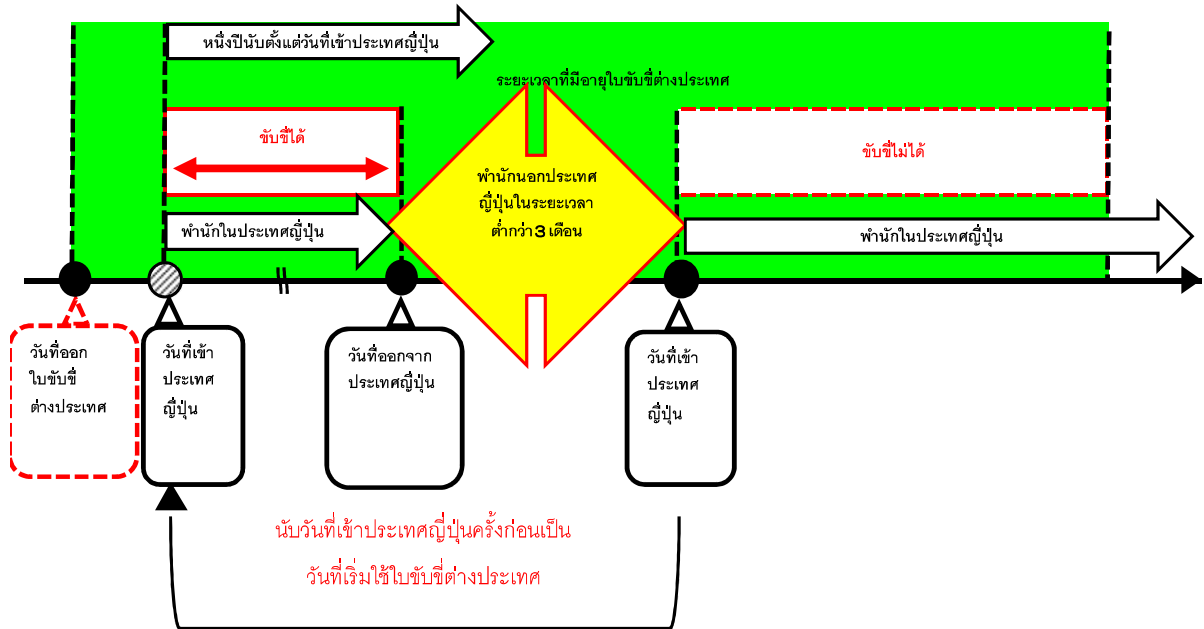 หนึ่งปีนับตั้งแต่วันที่เข้าประเทศญี่ปุ่น
ระยะเวลาที่มีอายุใบขับขี่ต่างประเทศ
ขับขี่ได้
พำนักนอกประเทศ
ญี่ปุ่นในระยะเวลา
ต่ำกว่า 3 เดือน
ขับขี่ไม่ได้
พำนักในประเทศญี่ปุ่น
พำนักในประเทศญี่ปุ่น
วันที่ออก
ใบขับขี่
ต่างประเทศ
วันที่เข้า
ประเทศ
ญี่ปุ่น
วันที่ออกจาก
ประเทศญี่ปุ่น
วันที่เข้า
ประเทศ
ญี่ปุ่น
นับวันที่เข้าประเทศญี่ปุ่นครั้งก่อนเป็น
วันที่เริ่มใช้ใบขับขี่ต่างประเทศ